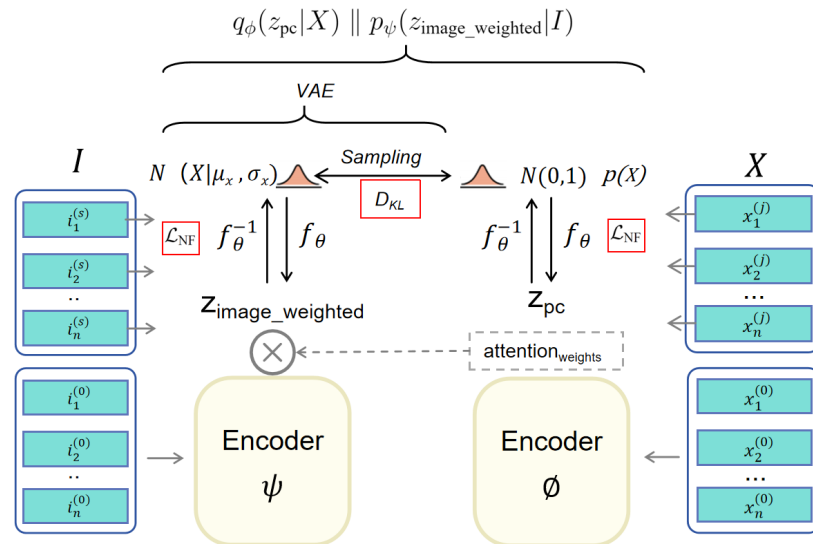 q_ϕ(z_pc|X) ∥ p_ψ(z_image_weighted|I)
VAE
I
N (X|μ_x, σ_x)
Sampling
D_KL
N(0,1) p(X)
X
i_1^(s)
i_2^(s)
..
i_n^(s)
ℒ_NF
f_θ^-1
f_θ
f_θ^-1
f_θ
ℒ_NF
x_1^(j)
x_2^(j)
...
x_n^(j)
z_image_weighted
z_pc
attention_weights
i_1^(0)
i_2^(0)
..
i_n^(0)
Encoder
ψ
Encoder
∅
x_1^(0)
x_2^(0)
...
x_n^(0)